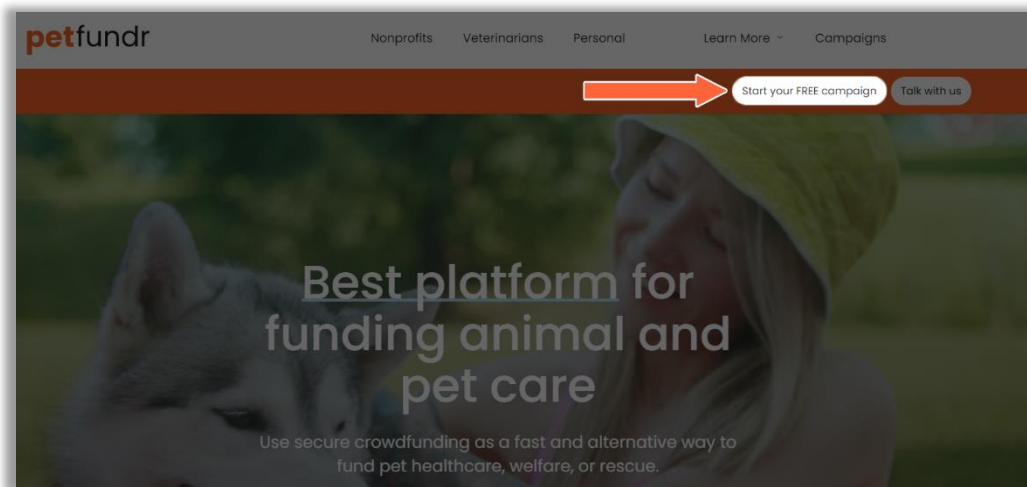 petfundr
Nonprofits Veterinarians Personal Learn More Campaigns
Start your FREE campaign Talk with us
Best platform for
funding animal and
pet care
Use secure crowdfunding as a fast and alternative way to
fund pet healthcare, welfare, or rescue.